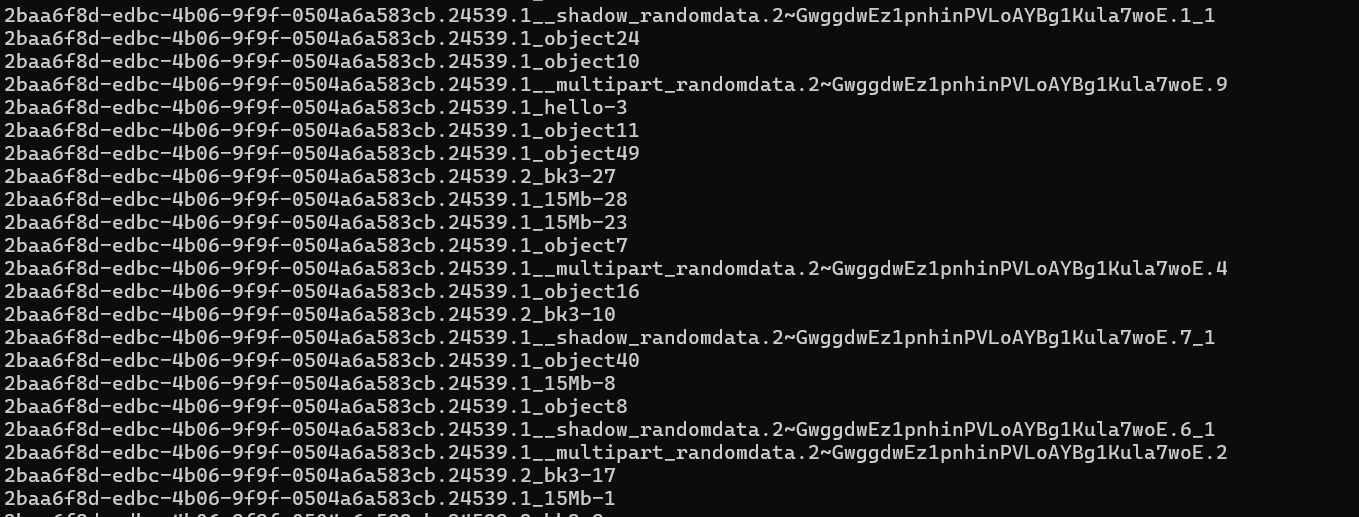 2baa6f8d-edbc-4b06-9f9f-0504a6a583cb.24539.1__shadow_randomdata.2~GwggdwEz1pnhinPVLoAYBg1Kula7woE.1_1
2baa6f8d-edbc-4b06-9f9f-0504a6a583cb.24539.1_object24
2baa6f8d-edbc-4b06-9f9f-0504a6a583cb.24539.1_object10
2baa6f8d-edbc-4b06-9f9f-0504a6a583cb.24539.1__multipart_randomdata.2~GwggdwEz1pnhinPVLoAYBg1Kula7woE.9
2baa6f8d-edbc-4b06-9f9f-0504a6a583cb.24539.1_hello-3
2baa6f8d-edbc-4b06-9f9f-0504a6a583cb.24539.1_object11
2baa6f8d-edbc-4b06-9f9f-0504a6a583cb.24539.1_object49
2baa6f8d-edbc-4b06-9f9f-0504a6a583cb.24539.2_bk3-27
2baa6f8d-edbc-4b06-9f9f-0504a6a583cb.24539.1_15Mb-28
2baa6f8d-edbc-4b06-9f9f-0504a6a583cb.24539.1_15Mb-23
2baa6f8d-edbc-4b06-9f9f-0504a6a583cb.24539.1_object7
2baa6f8d-edbc-4b06-9f9f-0504a6a583cb.24539.1__multipart_randomdata.2~GwggdwEz1pnhinPVLoAYBg1Kula7woE.4
2baa6f8d-edbc-4b06-9f9f-0504a6a583cb.24539.1_object16
2baa6f8d-edbc-4b06-9f9f-0504a6a583cb.24539.2_bk3-10
2baa6f8d-edbc-4b06-9f9f-0504a6a583cb.24539.1__shadow_randomdata.2~GwggdwEz1pnhinPVLoAYBg1Kula7woE.7_1
2baa6f8d-edbc-4b06-9f9f-0504a6a583cb.24539.1_object40
2baa6f8d-edbc-4b06-9f9f-0504a6a583cb.24539.1_15Mb-8
2baa6f8d-edbc-4b06-9f9f-0504a6a583cb.24539.1_object8
2baa6f8d-edbc-4b06-9f9f-0504a6a583cb.24539.1__shadow_randomdata.2~GwggdwEz1pnhinPVLoAYBg1Kula7woE.6_1
2baa6f8d-edbc-4b06-9f9f-0504a6a583cb.24539.1__multipart_randomdata.2~GwggdwEz1pnhinPVLoAYBg1Kula7woE.2
2baa6f8d-edbc-4b06-9f9f-0504a6a583cb.24539.2_bk3-17
2baa6f8d-edbc-4b06-9f9f-0504a6a583cb.24539.1_15Mb-1